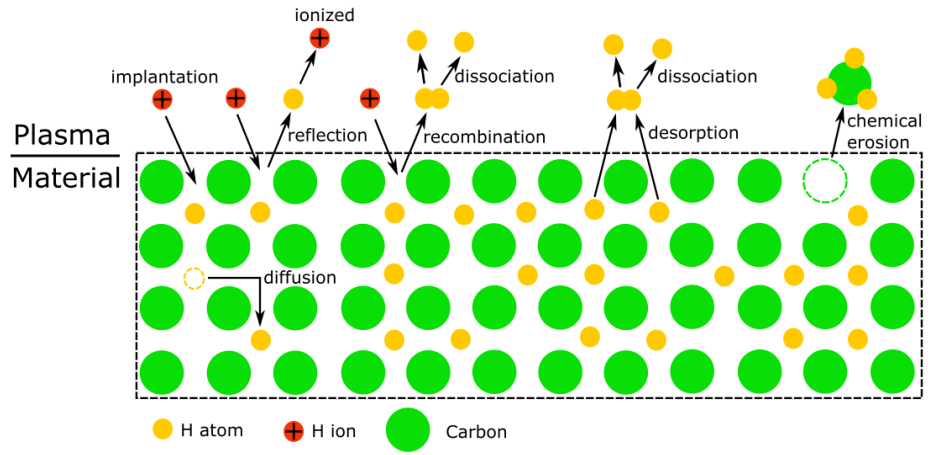 ionized
implantation
dissociation
dissociation
reflection
recombination
desorption
chemical
erosion
Plasma
Material
diffusion
H atom
H ion
Carbon